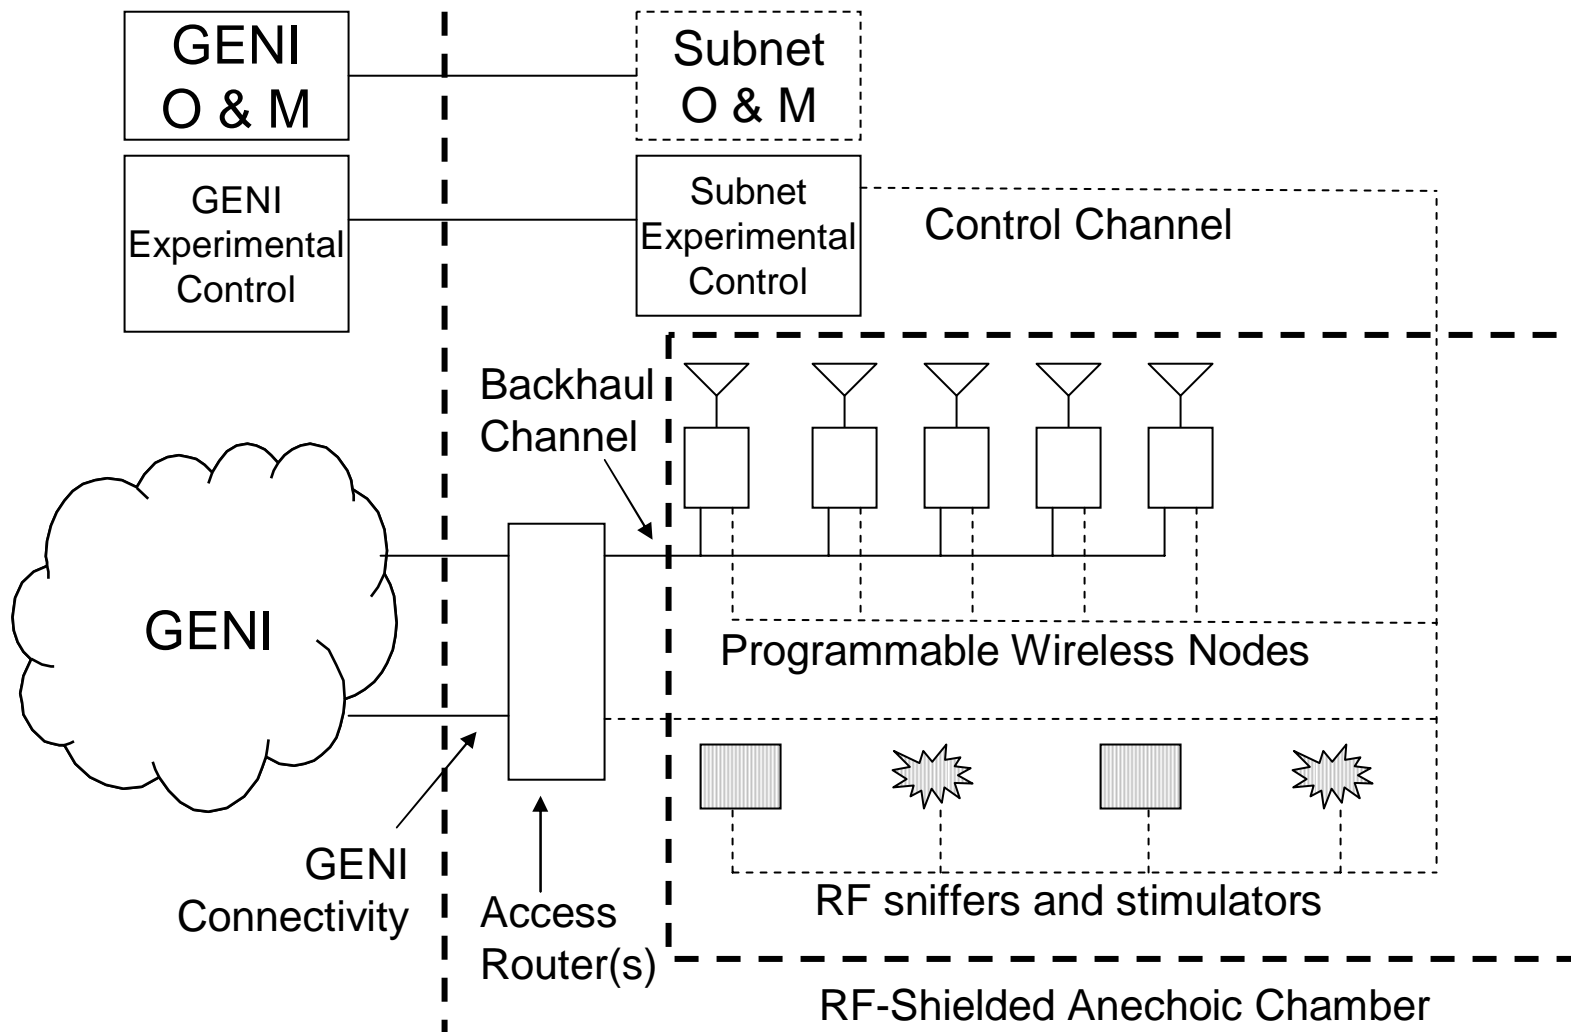 GENI
O & M
Subnet
O & M
GENI
Experimental
Control
Subnet
Experimental
Control
Control Channel
Backhaul
Channel
GENI
Programmable Wireless Nodes
GENI
Connectivity
Access
Router(s)
RF sniffers and stimulators
RF-Shielded Anechoic Chamber